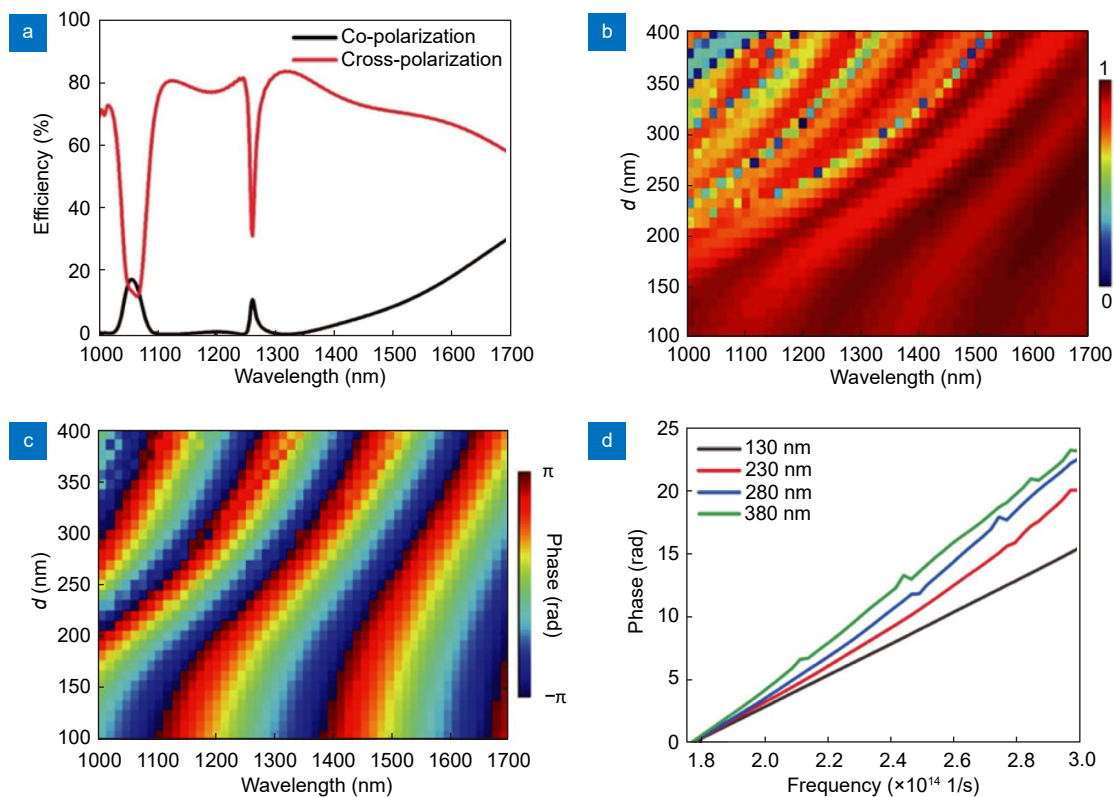 a
100
80
60
40
20
0
Efficiency (%)
Co-polarization
Cross-polarization
1000 1100 1200 1300 1400 1500 1600 1700
Wavelength (nm)
b
400
350
300
250
200
150
100
d (nm)
1000 1100 1200 1300 1400 1500 1600 1700
Wavelength (nm)
1
0
c
400
350
300
250
200
150
100
d (nm)
1000 1100 1200 1300 1400 1500 1600 1700
Wavelength (nm)
π
Phase (rad)
−π
d
25
20
15
10
5
0
Phase (rad)
130 nm
230 nm
280 nm
380 nm
1.8 2.0 2.2 2.4 2.6 2.8 3.0
Frequency (×10¹⁴ 1/s)